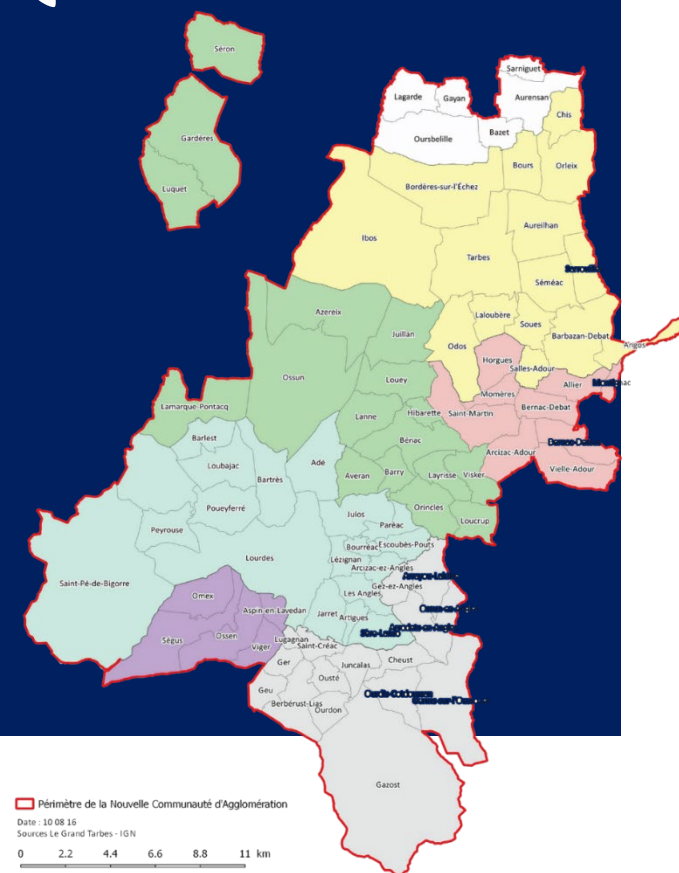 Séron
Sarniguet
Lagarde
Gayan
Aurensan
Chis
Gardères
Oursbelille
Bazet
Bours
Orleix
Luquet
Bordères-sur-l'Échez
Aureilhan
Ibos
Tarbes
Séméac
Azereix
Laloubère
Soues
Juillan
Barbazan-Debat
Odos
Angos
Horgues
Salles-Adour
Ossun
Louey
Allier
Momères
Lamarque-Pontacq
Hibarette
Saint-Martin
Bernac-Debat
Lanne
Barlest
Bénac
Arcizac-Adour
Loubajac
Adé
Vielle-Adour
Bartrès
Averan
Barry
Layrisse
Visker
Poueyferré
Orincles
Julos
Loucrup
Peyrouse
Paréac
Bourréac
Escoubès-Pouts
Lourdes
Lézignan
Arcizac-ez-Angles
Saint-Pé-de-Bigorre
Gez-ez-Angles
Les Angles
Omex
Aspin-en-Lavedan
Jarret
Artigues
Ségus
Ossen
Lugagnan
Viger
Saint-Créac
Ger
Juncalas
Cheust
Ousté
Geu
Berbérust-Lias
Ourdon
Gazost
Périmètre de la Nouvelle Communauté d'Agglomération
Date : 10 08 16
Sources Le Grand Tarbes - IGN
0 2.2 4.4 6.6 8.8 11 km